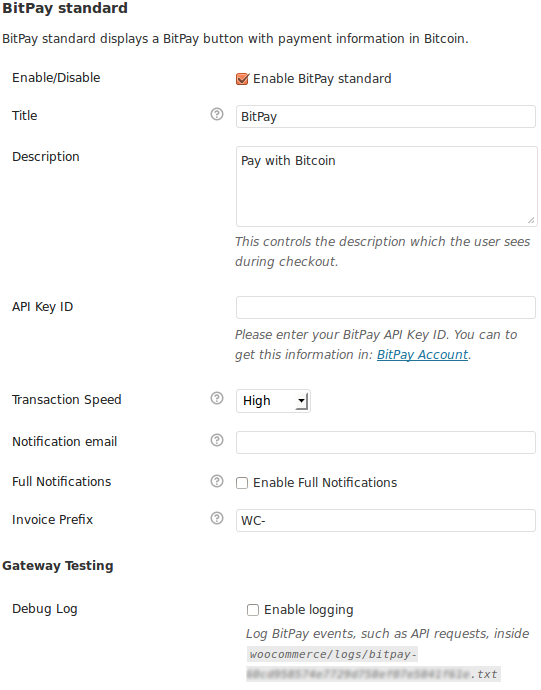 BitPay standard
BitPay standard displays a BitPay button with payment information in Bitcoin.
Enable/Disable
Enable BitPay standard
Title
?
BitPay
Description
Pay with Bitcoin
This controls the description which the user sees
during checkout.
API Key ID
Please enter your BitPay API Key ID. You can to
get this information in: BitPay Account.
Transaction Speed
?
High
Notification email
?
Full Notifications
?
Enable Full Notifications
Invoice Prefix
?
WC-
Gateway Testing
Debug Log
Enable logging
Log BitPay events, such as API requests, inside
woocommerce/logs/bitpay-
.txt